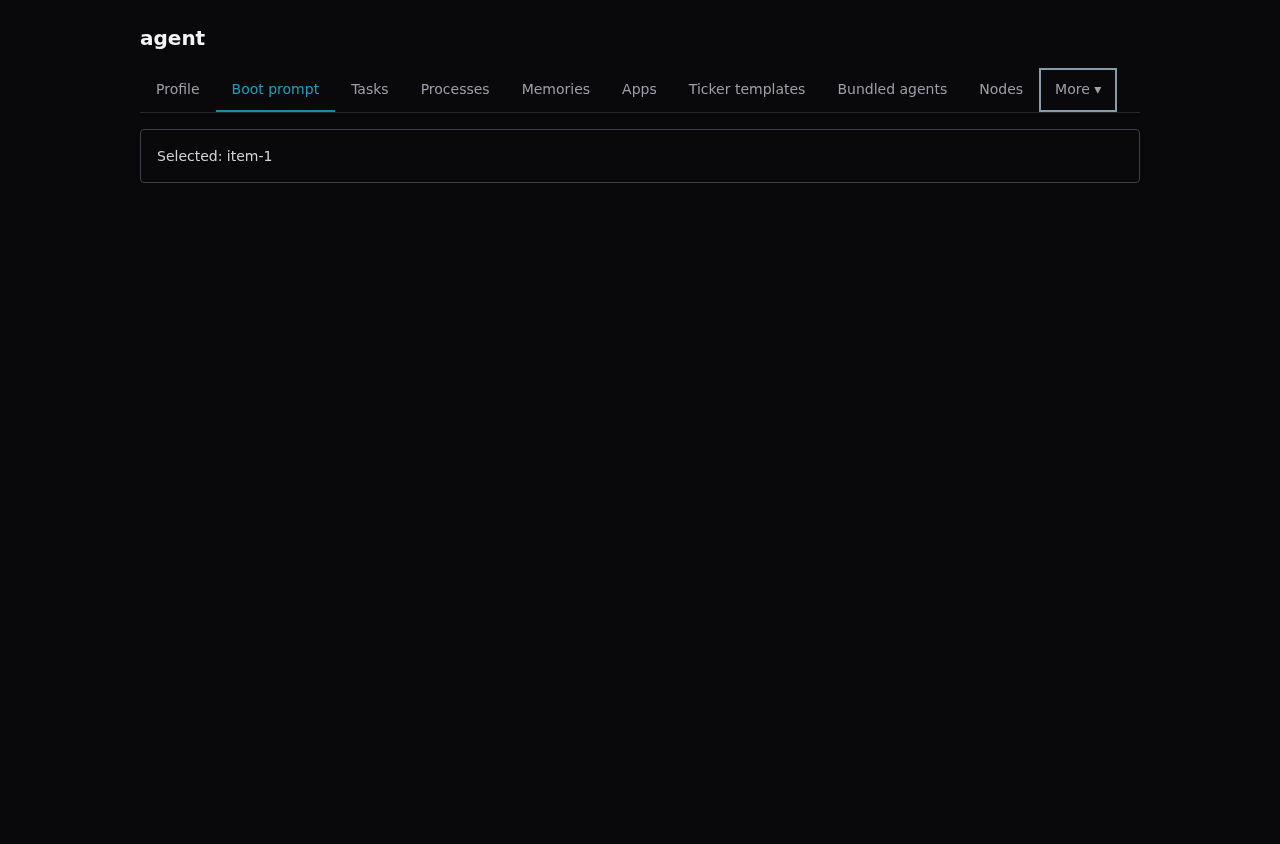 agent
Profile Boot prompt Tasks Processes Memories Apps Ticker templates Bundled agents Nodes More ▾
Selected: item-1